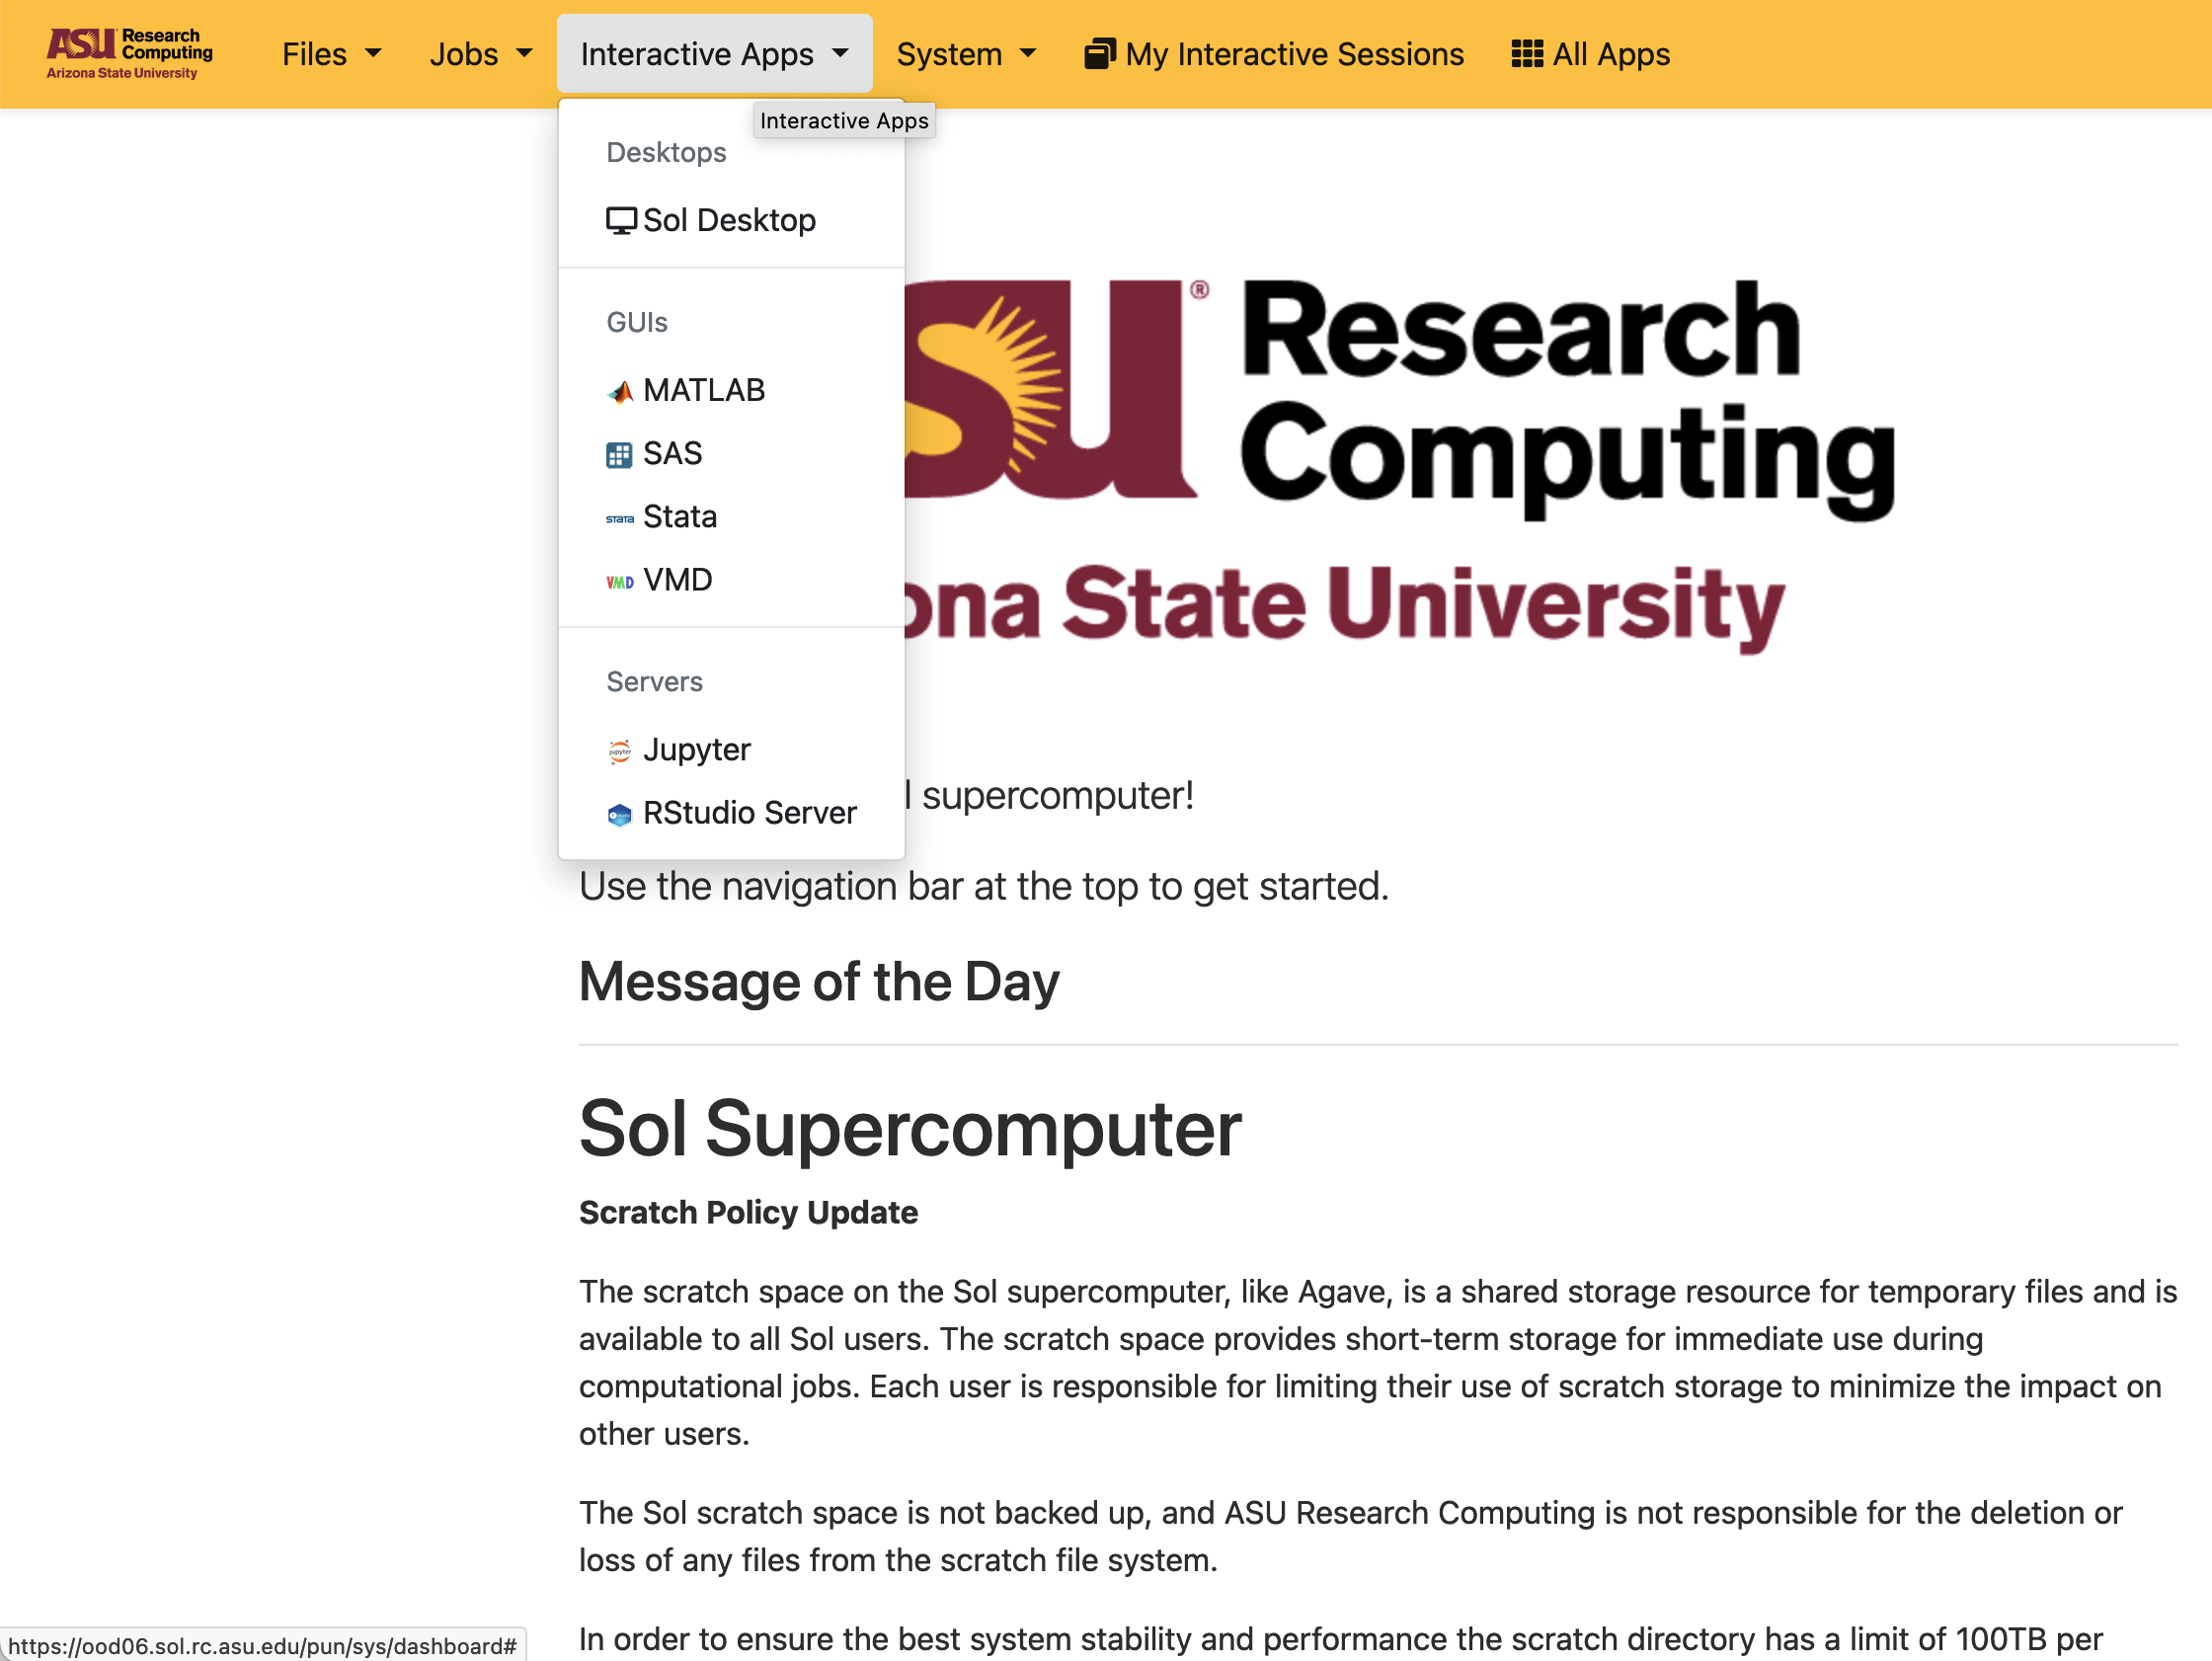 ASU Research
Computing
Arizona State University
Files
Jobs
Interactive Apps
System
My Interactive Sessions
All Apps
Interactive Apps
Desktops
Sol Desktop
GUIs
MATLAB
SAS
stata Stata
VMD VMD
Servers
jupyter Jupyter
RStudio Server
SU® Research
Computing
ona State University
l supercomputer!
Use the navigation bar at the top to get started.
Message of the Day
Sol Supercomputer
Scratch Policy Update
The scratch space on the Sol supercomputer, like Agave, is a shared storage resource for temporary files and is
available to all Sol users. The scratch space provides short-term storage for immediate use during
computational jobs. Each user is responsible for limiting their use of scratch storage to minimize the impact on
other users.
The Sol scratch space is not backed up, and ASU Research Computing is not responsible for the deletion or
loss of any files from the scratch file system.
In order to ensure the best system stability and performance the scratch directory has a limit of 100TB per
https://ood06.sol.rc.asu.edu/pun/sys/dashboard#